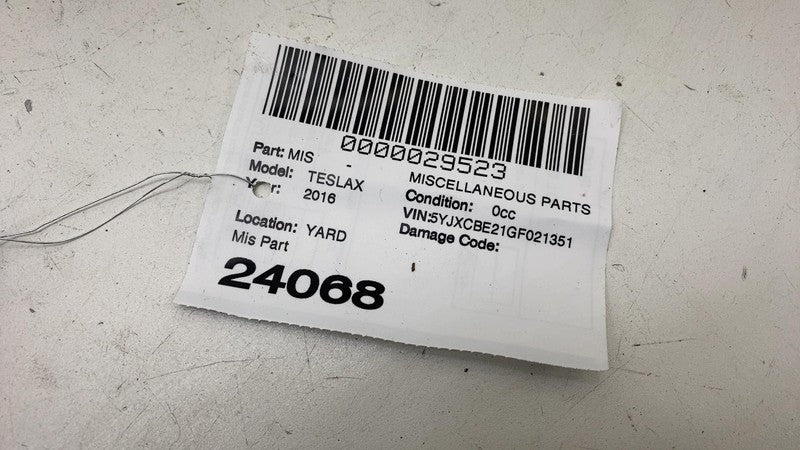 0000029523
Part: MIS - MISCELLANEOUS PARTS
Model: TESLAX Condition: 0cc
Year: 2016 VIN:5YJXCBE21GF021351
Damage Code:
Location: YARD
Mis Part
24068